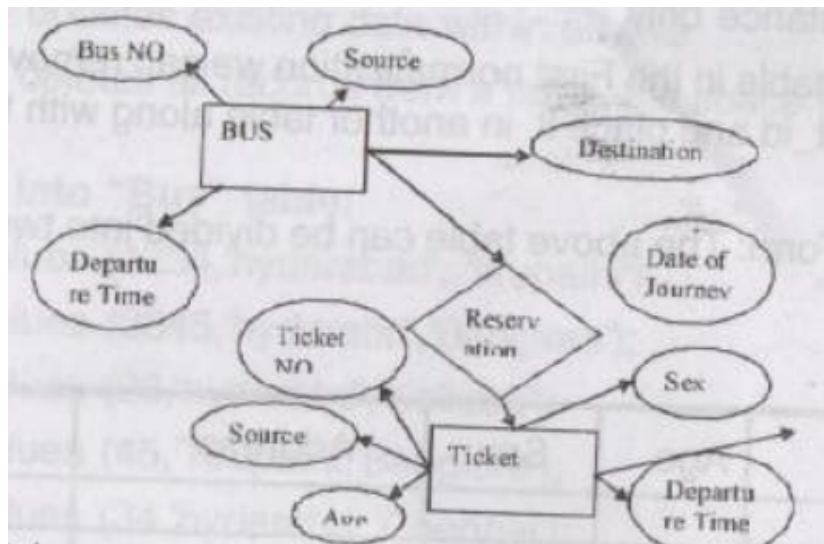 Bus NO
Source
BUS
Destination
Departu
re Time
Date of
Journey
Ticket
NO
Reserv
ation
Sex
Source
Ticket
Age
Departu
re Time